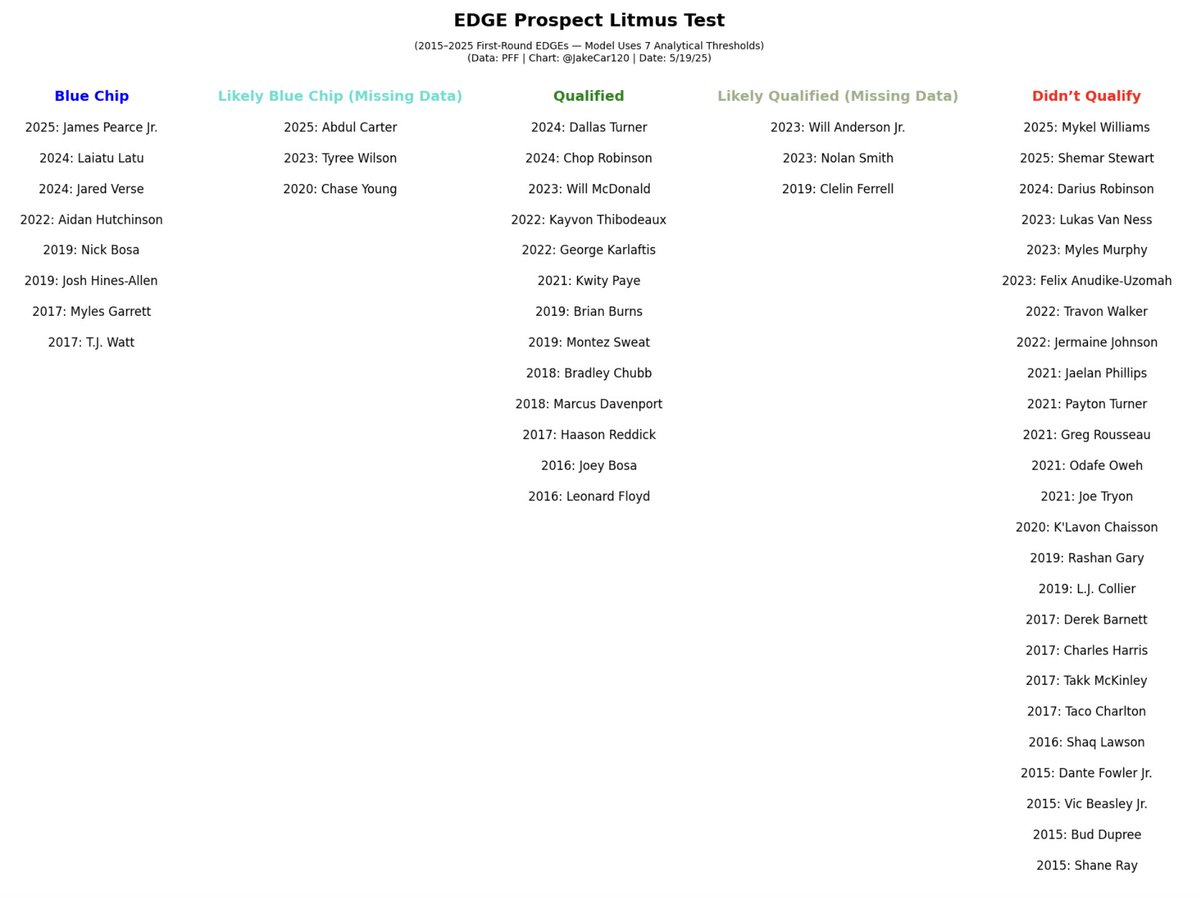 EDGE Prospect Litmus Test
(2015–2025 First-Round EDGEs — Model Uses 7 Analytical Thresholds)
(Data: PFF | Chart: @JakeCar120 | Date: 5/19/25)
Blue Chip
2025: James Pearce Jr.
2024: Laiatu Latu
2024: Jared Verse
2022: Aidan Hutchinson
2019: Nick Bosa
2019: Josh Hines-Allen
2017: Myles Garrett
2017: T.J. Watt
Likely Blue Chip (Missing Data)
2025: Abdul Carter
2023: Tyree Wilson
2020: Chase Young
Qualified
2024: Dallas Turner
2024: Chop Robinson
2023: Will McDonald
2022: Kayvon Thibodeaux
2022: George Karlaftis
2021: Kwity Paye
2019: Brian Burns
2019: Montez Sweat
2018: Bradley Chubb
2018: Marcus Davenport
2017: Haason Reddick
2016: Joey Bosa
2016: Leonard Floyd
Likely Qualified (Missing Data)
2023: Will Anderson Jr.
2023: Nolan Smith
2019: Clelin Ferrell
Didn’t Qualify
2025: Mykel Williams
2025: Shemar Stewart
2024: Darius Robinson
2023: Lukas Van Ness
2023: Myles Murphy
2023: Felix Anudike-Uzomah
2022: Travon Walker
2022: Jermaine Johnson
2021: Jaelan Phillips
2021: Payton Turner
2021: Greg Rousseau
2021: Odafe Oweh
2021: Joe Tryon
2020: K'Lavon Chaisson
2019: Rashan Gary
2019: L.J. Collier
2017: Derek Barnett
2017: Charles Harris
2017: Takk McKinley
2017: Taco Charlton
2016: Shaq Lawson
2015: Dante Fowler Jr.
2015: Vic Beasley Jr.
2015: Bud Dupree
2015: Shane Ray